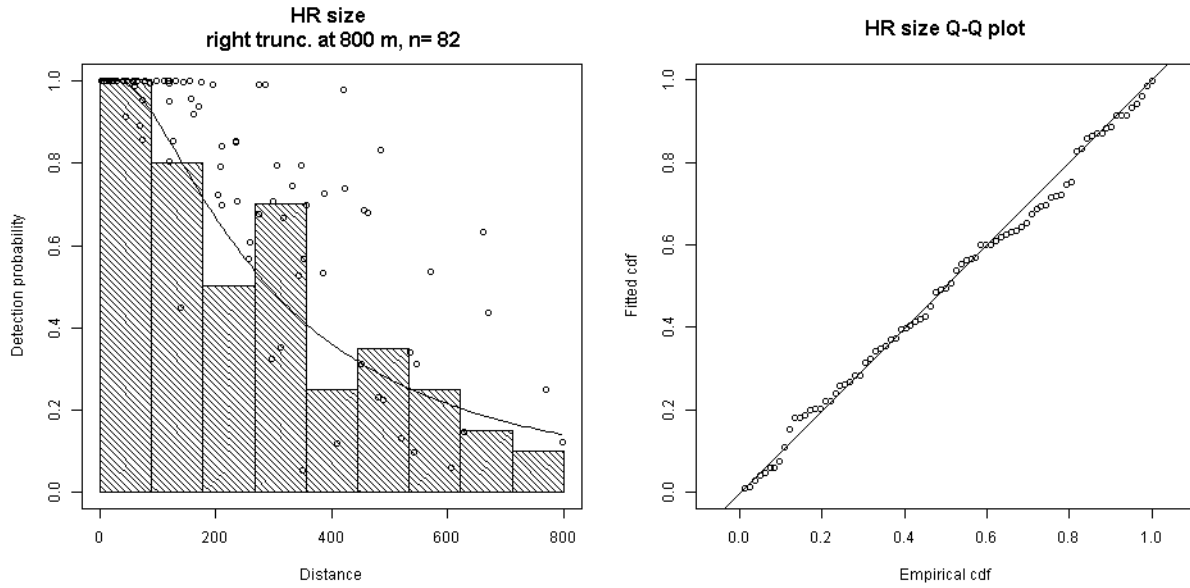 HR size
right trunc. at 800 m, n= 82
Detection probability
1.0
0.8
0.6
0.4
0.2
0.0
0 200 400 600 800
Distance
HR size Q-Q plot
Fitted cdf
1.0
0.8
0.6
0.4
0.2
0.0
0.0 0.2 0.4 0.6 0.8 1.0
Empirical cdf